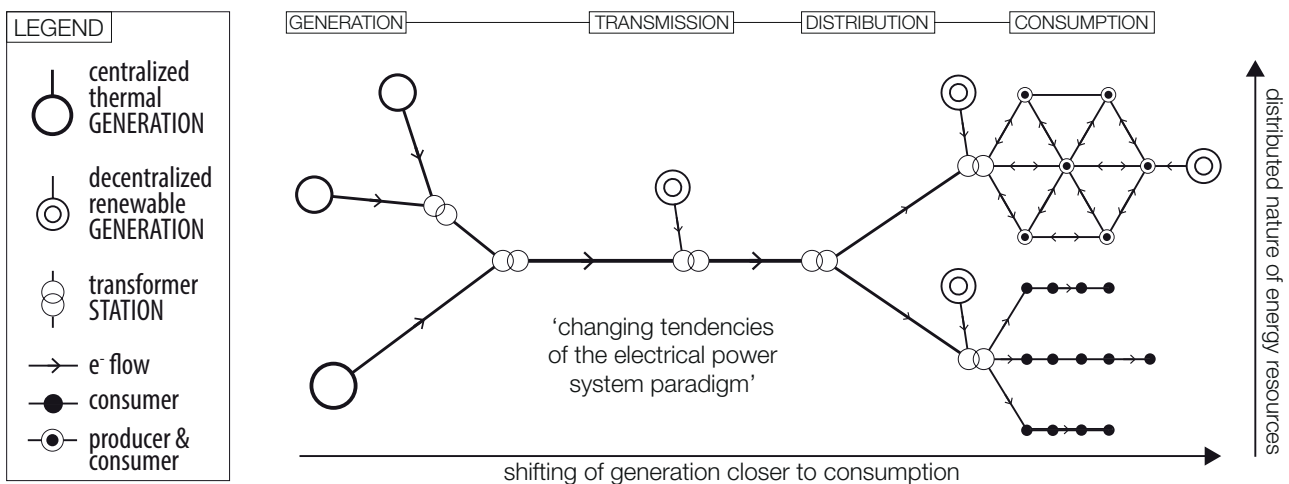 LEGEND
centralized
thermal
GENERATION
decentralized
renewable
GENERATION
transformer
STATION
e⁻ flow
consumer
producer &
consumer
GENERATION
TRANSMISSION
DISTRIBUTION
CONSUMPTION
'changing tendencies
of the electrical power
system paradigm'
shifting of generation closer to consumption
distributed nature of energy resources